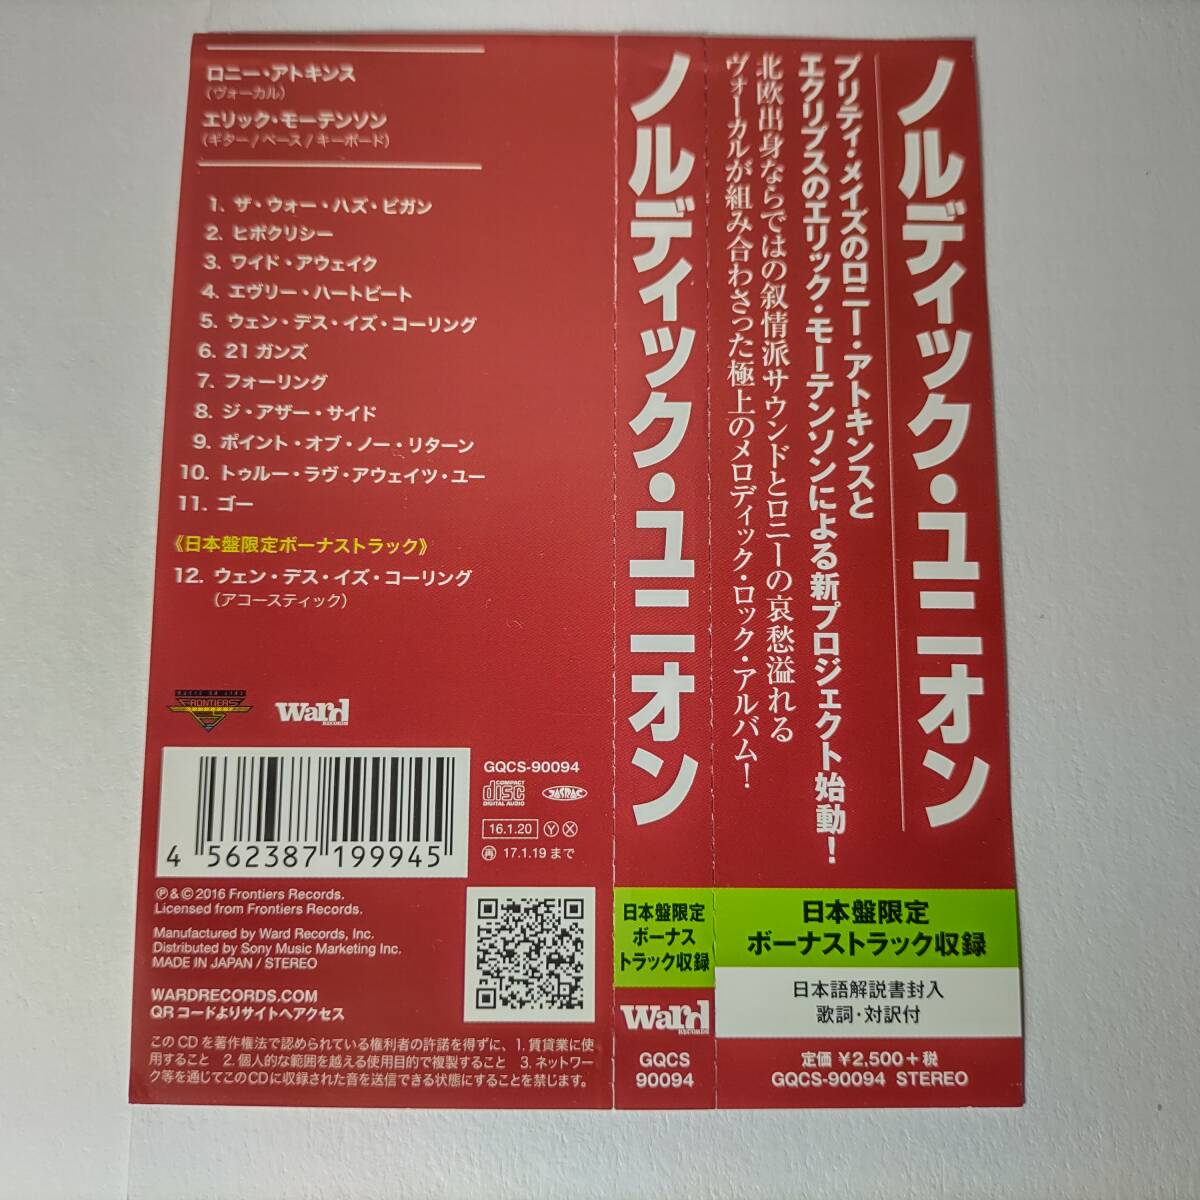 ロニー・アトキンス
(ヴォーカル)
エリック・モーテンソン
(ギター/ベース/キーボード)
1. ザ・ウォー・ハズ・ビガン
2. ヒポクリシー
3. ワイド・アウェイク
4. エヴリー・ハートビート
5. ウェン・デス・イズ・コーリング
6. 21 ガンズ
7. フォーリング
8. ジ・アザー・サイド
9. ポイント・オブ・ノー・リターン
10. トゥルー・ラヴ・アウェイツ・ユー
11. ゴー
《日本盤限定ボーナストラック》
12. ウェン・デス・イズ・コーリング
(アコースティック)
FRONTIERS
Ward
RECORDS
GQCS-90094
COMPACT
disc
DIGITAL AUDIO
JASRAC
16.1.20 Ⓨ Ⓧ
㊐ 17.1.19 まで
4 562387 199945
Ⓟ & © 2016 Frontiers Records.
Licensed from Frontiers Records.
Manufactured by Ward Records, Inc.
Distributed by Sony Music Marketing Inc.
MADE IN JAPAN / STEREO
WARDRECORDS.COM
QRコードよりサイトへアクセス
このCDを著作権法で認められている権利者の許諾を得ずに、1. 賃貸業に使
用すること 2. 個人的な範囲を越える使用目的で複製すること 3. ネットワー
ク等を通じてこのCDに収録された音を送信できる状態にすることを禁じます。
ノルディック・ユニオン
日本盤限定
ボーナス
トラック収録
Ward
RECORDS
GQCS
90094
ノルディック・ユニオン
プリティ・メイズのロニー・アトキンスと
エクリプスのエリック・モーテンソンによる新プロジェクト始動!
北欧出身ならではの叙情派サウンドとロニーの哀愁溢れる
ヴォーカルが組み合わさった極上のメロディック・ロック・アルバム!
日本盤限定
ボーナストラック収録
日本語解説書封入
歌詞・対訳付
定価 ¥2,500+税
GQCS-90094 STEREO